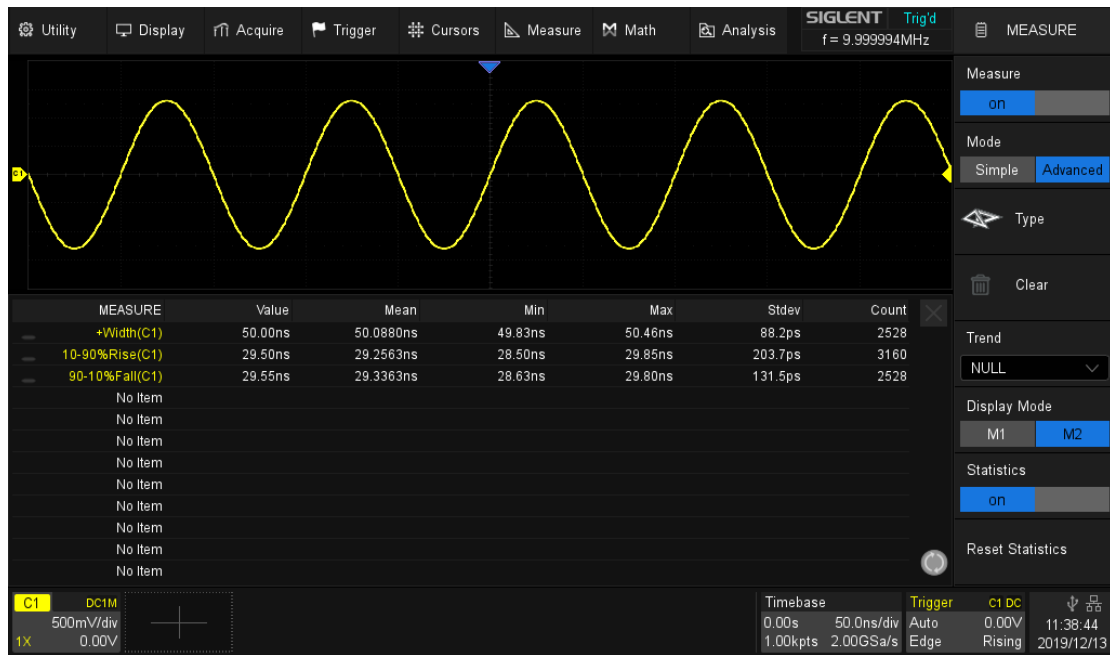 Utility Display Acquire Trigger Cursors Measure Math Analysis
SIGLENT Trig'd
f = 9.999994MHz
MEASURE
C1
Measure
on
Mode
Simple Advanced
Type
Clear
Trend
NULL
Display Mode
M1 M2
Statistics
on
Reset Statistics
MEASURE Value Mean Min Max Stdev Count
+Width(C1) 50.00ns 50.0880ns 49.83ns 50.46ns 88.2ps 2528
10-90%Rise(C1) 29.50ns 29.2563ns 28.50ns 29.85ns 203.7ps 3160
90-10%Fall(C1) 29.55ns 29.3363ns 28.63ns 29.80ns 131.5ps 2528
No Item
No Item
No Item
No Item
No Item
No Item
No Item
No Item
No Item
C1 DC1M
500mV/div
1X 0.00V
Timebase
0.00s 50.0ns/div
1.00kpts 2.00GSa/s
Trigger C1 DC
Auto 0.00V
Edge Rising
11:38:44
2019/12/13